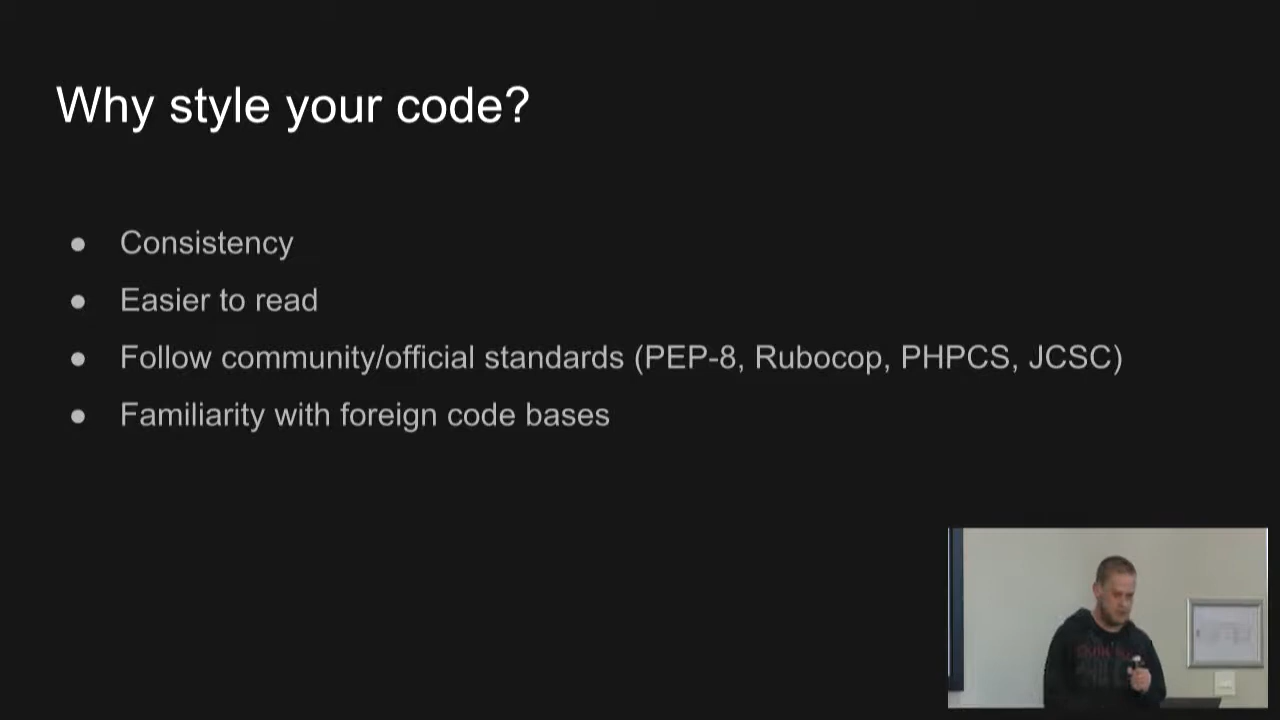 Why style your code?
● Consistency
● Easier to read
● Follow community/official standards (PEP-8, Rubocop, PHPCS, JCSC)
● Familiarity with foreign code bases